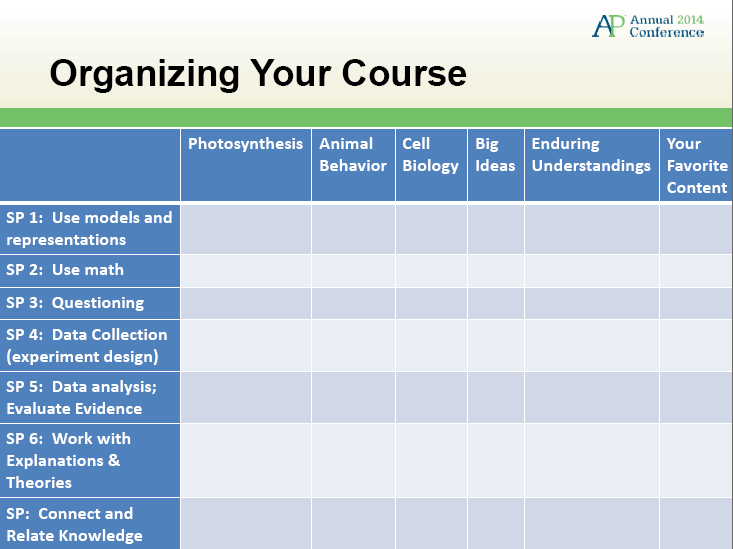 AP Annual 2014
Conference
Organizing Your Course
Photosynthesis
Animal
Behavior
Cell
Biology
Big
Ideas
Enduring
Understandings
Your
Favorite
Content
SP 1:  Use models and
representations
SP 2:  Use math
SP 3:  Questioning
SP 4:  Data Collection
(experiment design)
SP 5:  Data analysis;
Evaluate Evidence
SP 6:  Work with
Explanations &
Theories
SP:  Connect and
Relate Knowledge